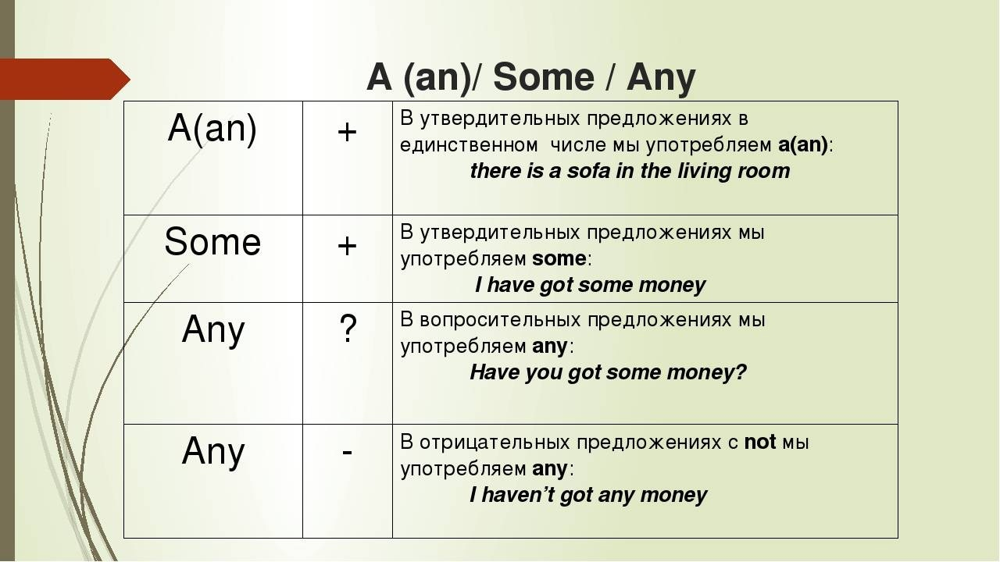 A (an)/ Some / Any
A(an)
+
В утвердительных предложениях в
единственном числе мы употребляем a(an):
there is a sofa in the living room
Some
+
В утвердительных предложениях мы
употребляем some:
I have got some money
Any
?
В вопросительных предложениях мы
употребляем any:
Have you got some money?
Any
-
В отрицательных предложениях с not мы
употребляем any:
I haven't got any money